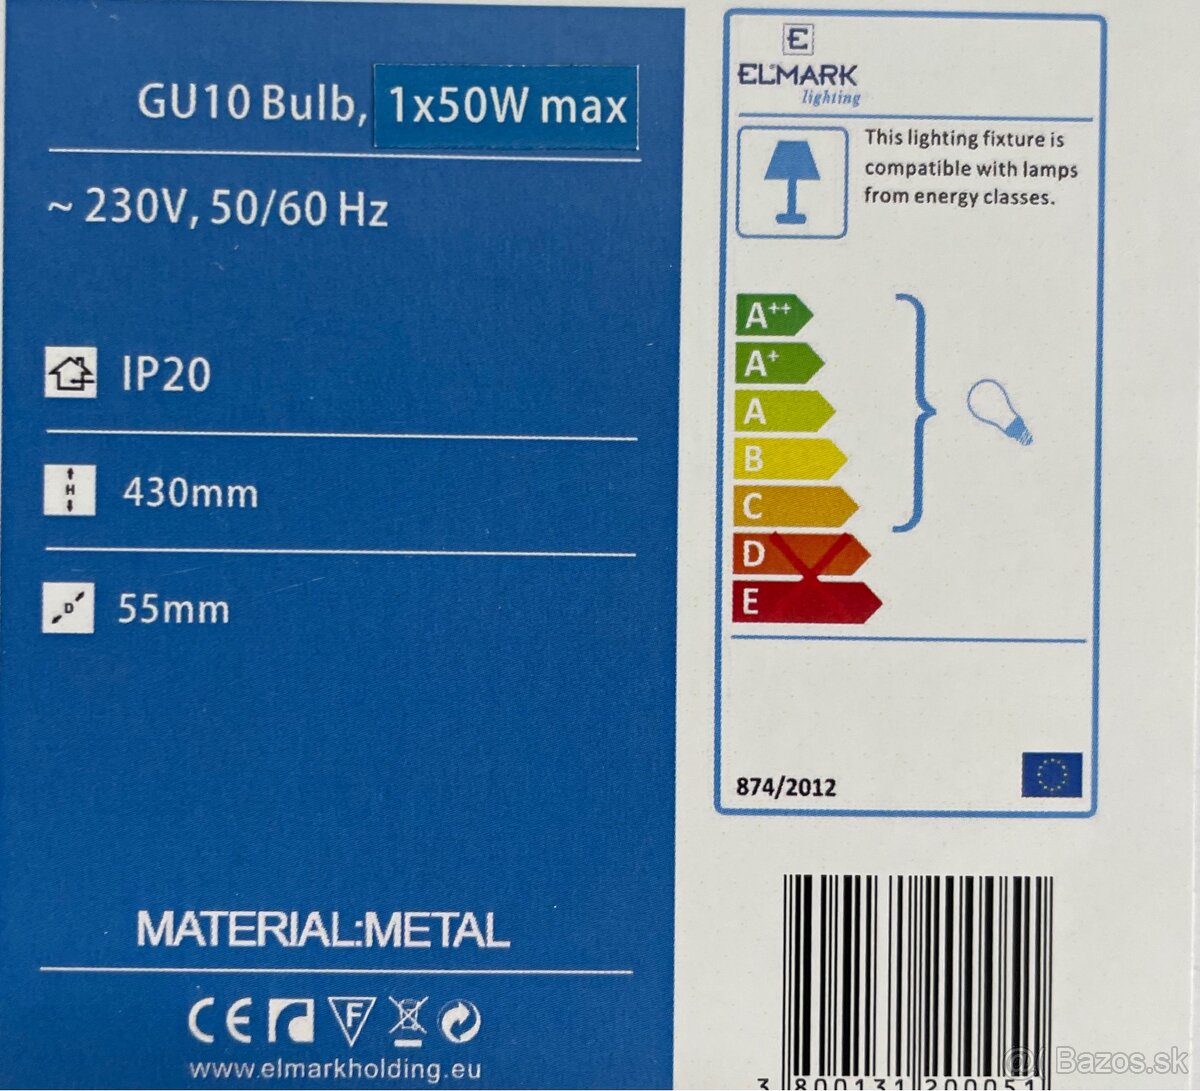 GU10 Bulb, 1x50W max
~ 230V, 50/60 Hz
IP20
H
430mm
D
55mm
MATERIAL:METAL
CE F
www.elmarkholding.eu
E
ELMARK
lighting
This lighting fixture is
compatible with lamps
from energy classes.
A++
A+
A
B
C
D
E
874/2012
3 800131 200051
Bazos.sk